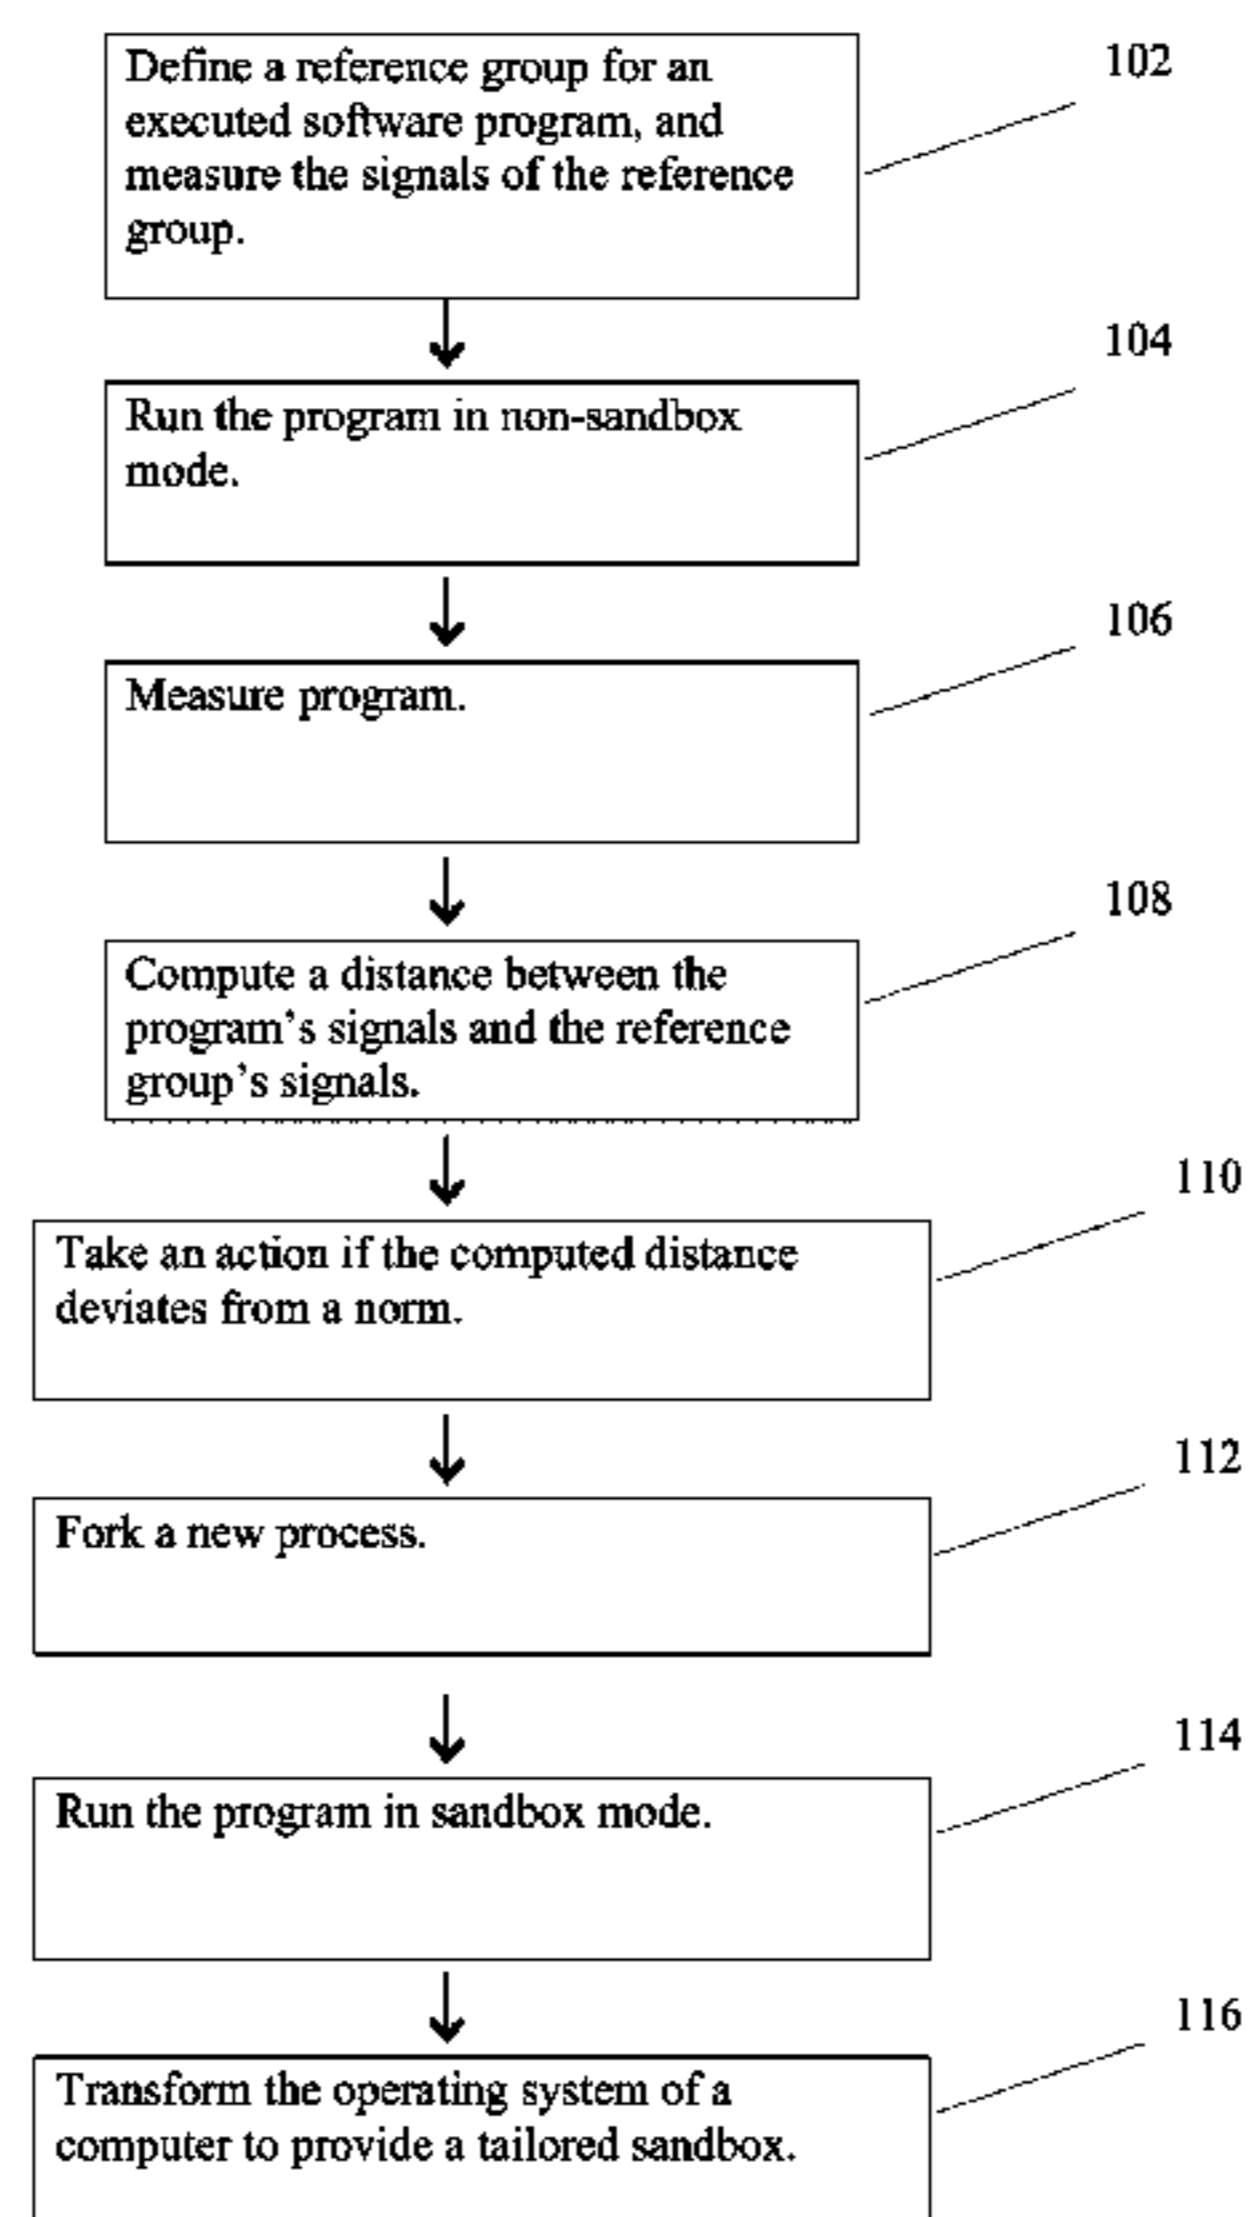 Define a reference group for an
executed software program, and
measure the signals of the reference
group.
102
Run the program in non-sandbox
mode.
104
Measure program.
106
Compute a distance between the
program's signals and the reference
group's signals.
108
Take an action if the computed distance
deviates from a norm.
110
Fork a new process.
112
Run the program in sandbox mode.
114
Transform the operating system of a
computer to provide a tailored sandbox.
116